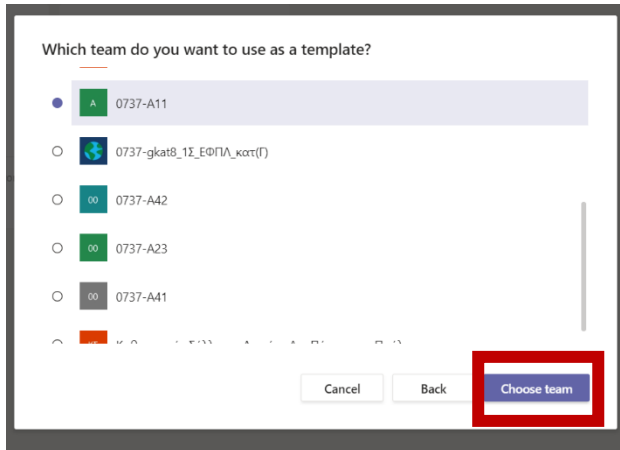 Which team do you want to use as a template?
A 0737-A11
0737-gkat8_1Σ_ΕΦΠΛ_κατ(Γ)
00 0737-A42
00 0737-A23
00 0737-A41
Cancel Back Choose team